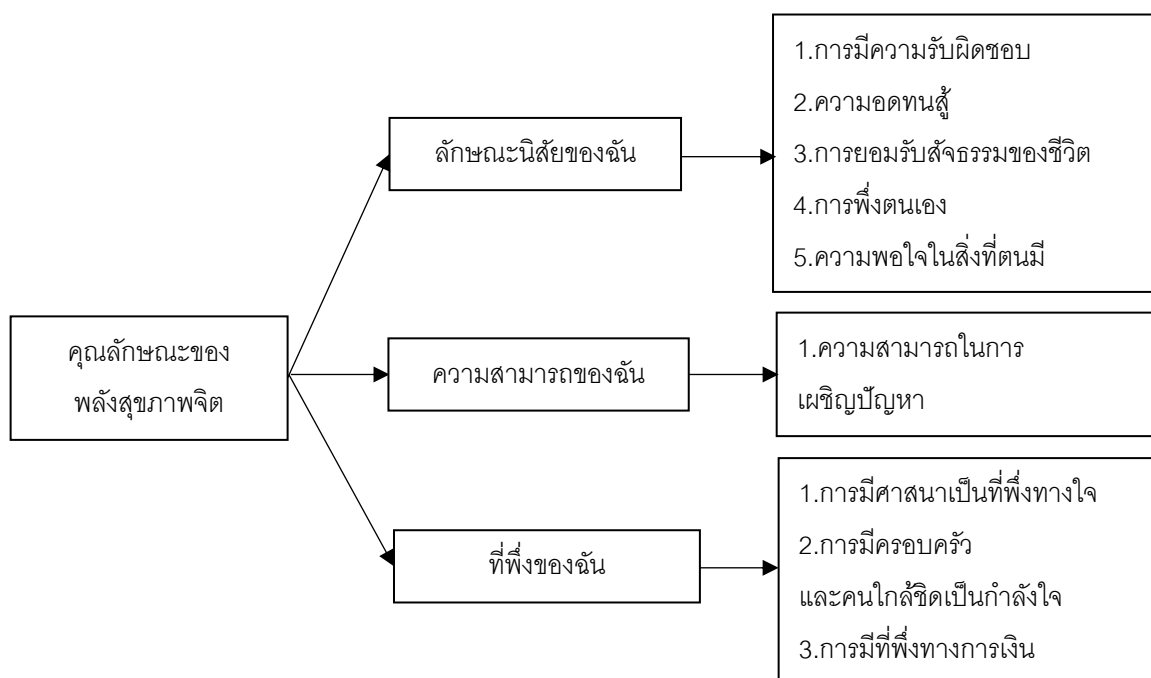 คุณลักษณะของ
พลังสุขภาพจิต
ลักษณะนิสัยของฉัน
1.การมีความรับผิดชอบ
2.ความอดทนสู้
3.การยอมรับสัจธรรมของชีวิต
4.การพึ่งตนเอง
5.ความพอใจในสิ่งที่ตนมี
ความสามารถของฉัน
1.ความสามารถในการ
เผชิญปัญหา
ที่พึ่งของฉัน
1.การมีศาสนาเป็นที่พึ่งทางใจ
2.การมีครอบครัว
และคนใกล้ชิดเป็นกำลังใจ
3.การมีที่พึ่งทางการเงิน